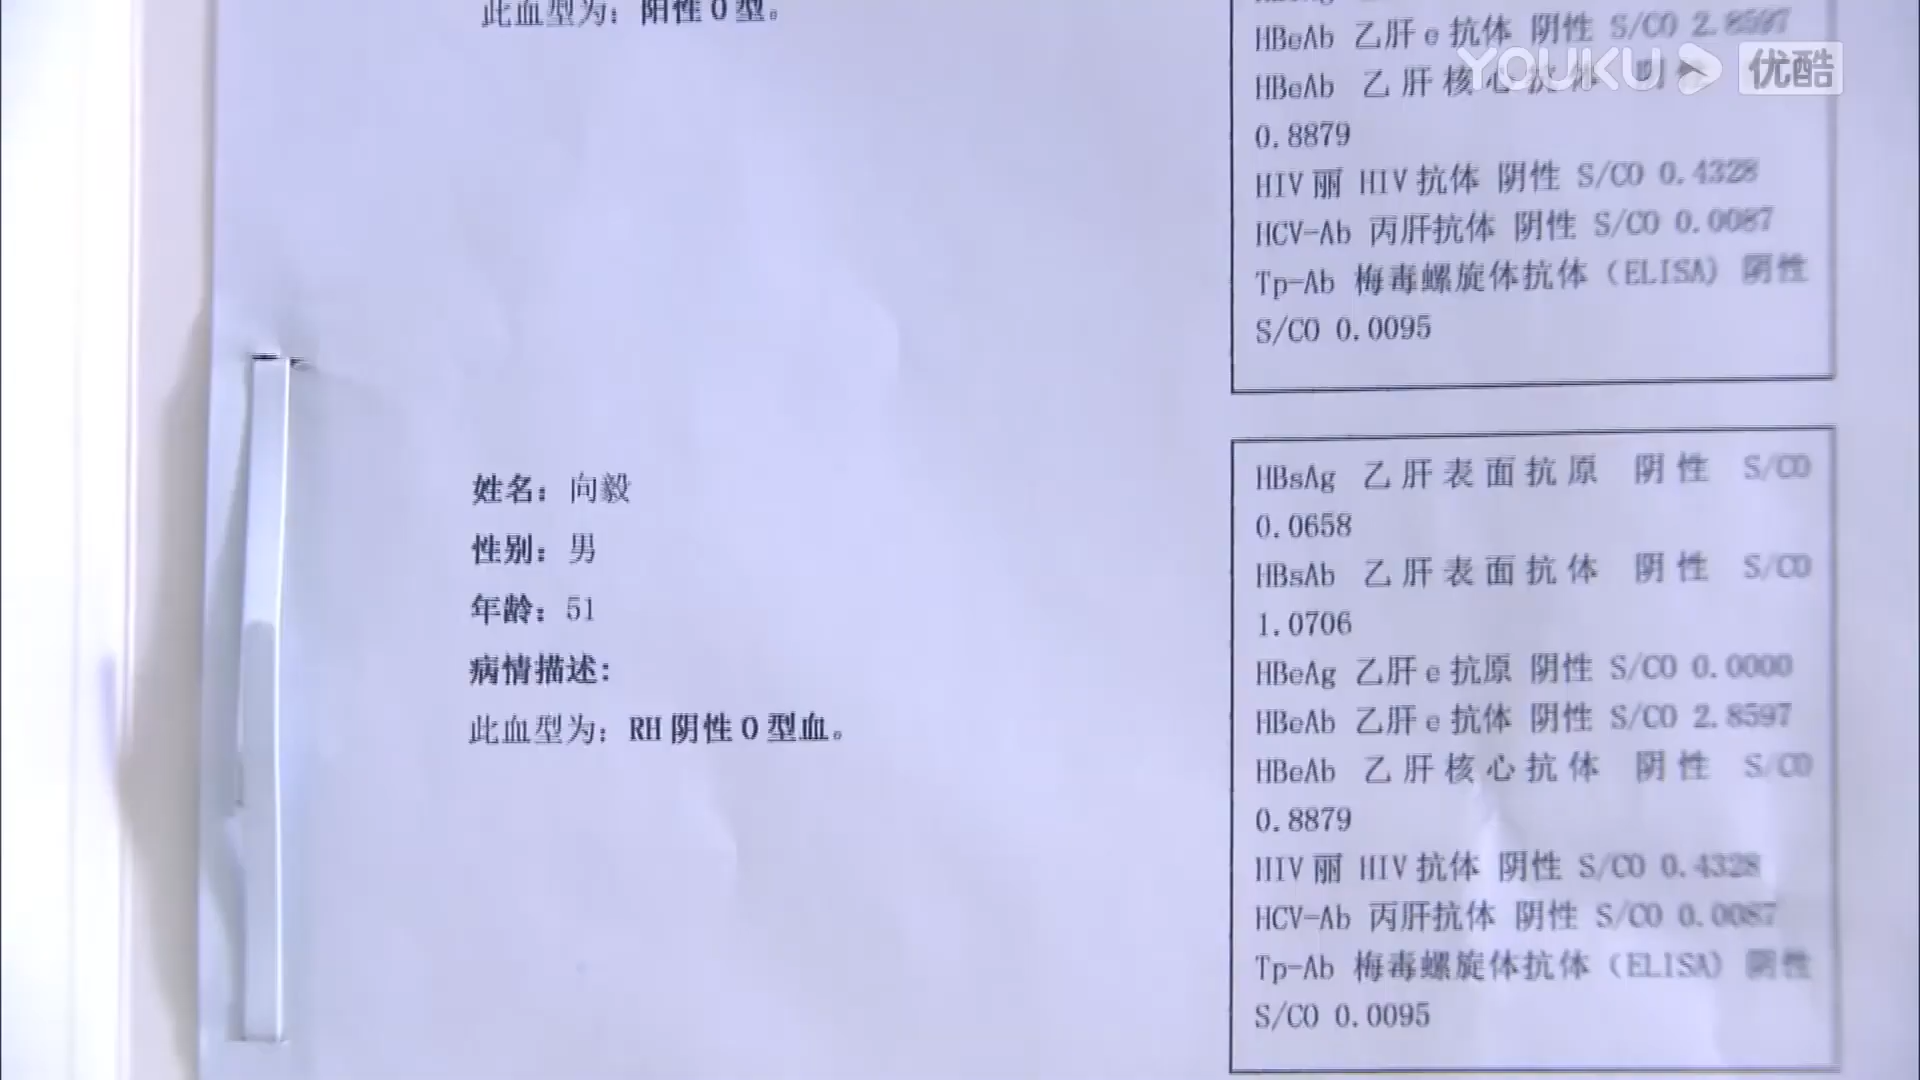 此血型为：阳性O型。
HBeAb 乙肝e抗体 阴性 S/CO 2.8597
HBeAb 乙肝核心抗体 阴性
0.8879
HIV丽 HIV抗体 阴性 S/CO 0.4328
HCV-Ab 丙肝抗体 阴性 S/CO 0.0087
Tp-Ab 梅毒螺旋体抗体（ELISA）阴性
S/CO 0.0095
YOUKU 优酷
姓名：向毅
性别：男
年龄：51
病情描述：
此血型为：RH阴性O型血。
HBsAg 乙肝表面抗原 阴性 S/CO
0.0658
HBsAb 乙肝表面抗体 阴性 S/CO
1.0706
HBeAg 乙肝e抗原 阴性 S/CO 0.0000
HBeAb 乙肝e抗体 阴性 S/CO 2.8597
HBeAb 乙肝核心抗体 阴性 S/CO
0.8879
HIV丽 HIV抗体 阴性 S/CO 0.4328
HCV-Ab 丙肝抗体 阴性 S/CO 0.0087
Tp-Ab 梅毒螺旋体抗体（ELISA）阴性
S/CO 0.0095